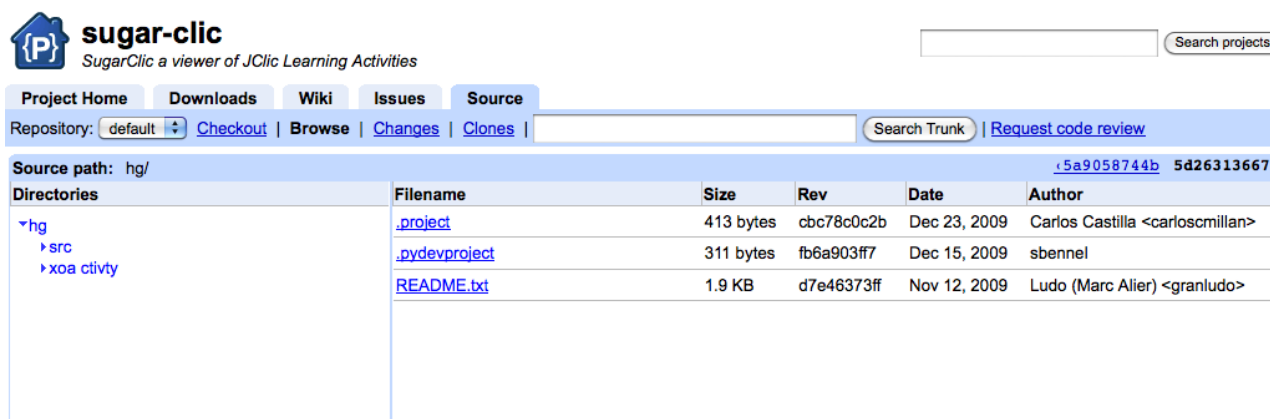 {P}
sugar-clic
SugarClic a viewer of JClic Learning Activities
Search projects
Project Home Downloads Wiki Issues Source
Repository: default Checkout | Browse | Changes | Clones | Search Trunk | Request code review
Source path: hg/ ‹5a9058744b 5d26313667
Directories Filename Size Rev Date Author
hg .project 413 bytes cbc78c0c2b Dec 23, 2009 Carlos Castilla <carloscmillan>
src .pydevproject 311 bytes fb6a903ff7 Dec 15, 2009 sbennel
xoa ctivty README.txt 1.9 KB d7e46373ff Nov 12, 2009 Ludo (Marc Alier) <granludo>